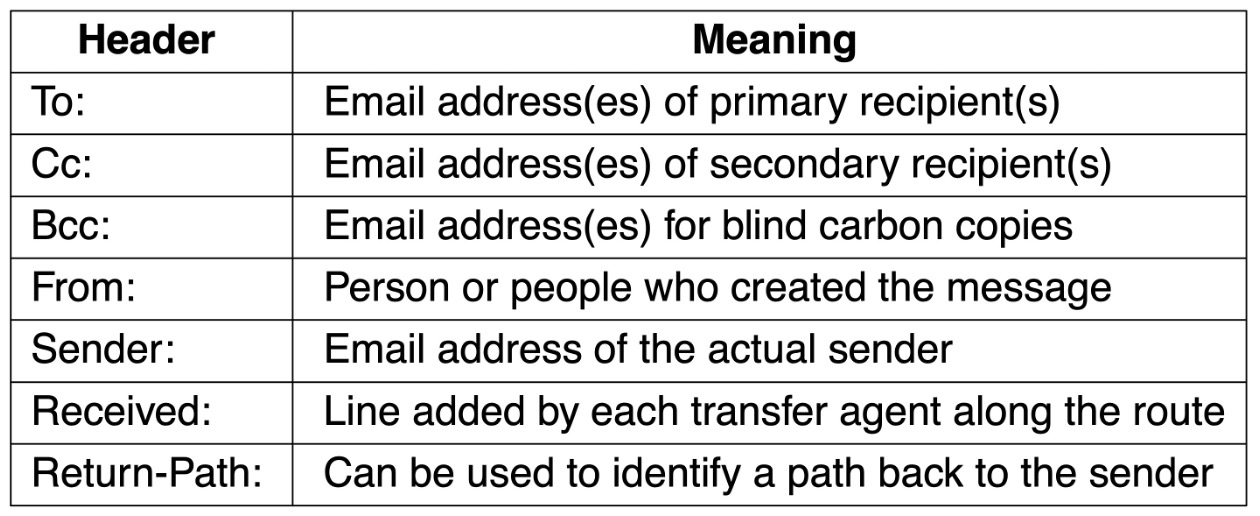 Header Meaning
To: Email address(es) of primary recipient(s)
Cc: Email address(es) of secondary recipient(s)
Bcc: Email address(es) for blind carbon copies
From: Person or people who created the message
Sender: Email address of the actual sender
Received: Line added by each transfer agent along the route
Return-Path: Can be used to identify a path back to the sender